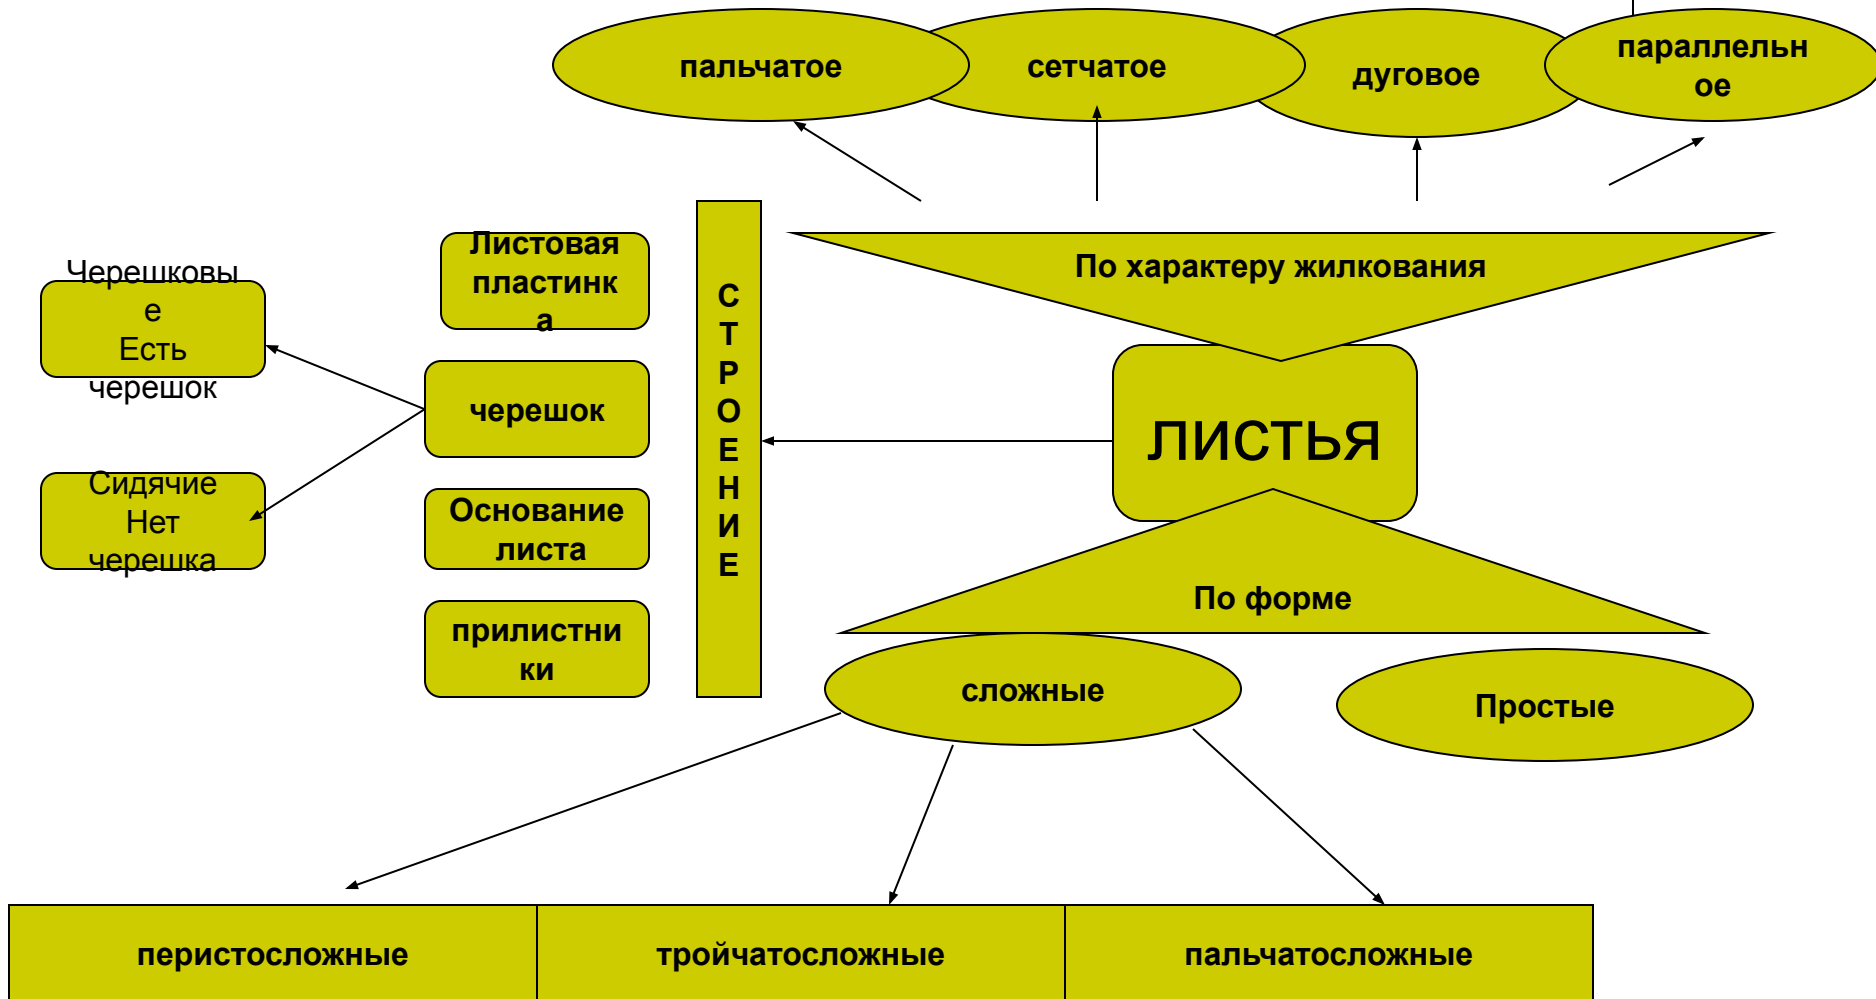 пальчатое
сетчатое
дуговое
параллельн
ое
По характеру жилкования
Листовая
пластинк
а
черешок
Основание
листа
прилистни
ки
Черешковы
е
Есть
черешок
Сидячие
Нет
черешка
С
Т
Р
О
Е
Н
И
Е
ЛИСТЬЯ
По форме
сложные
Простые
перистосложные
тройчатосложные
пальчатосложные